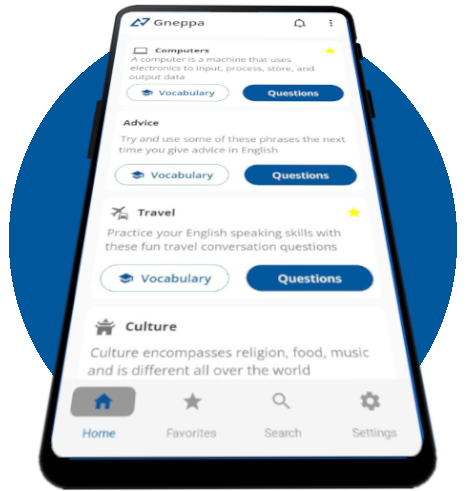 Gneppa
Computers
A computer is a machine that uses
electronics to input, process, store, and
output data
Vocabulary
Questions
Advice
Try and use some of these phrases the next
time you give advice in English
Vocabulary
Questions
Travel
Practice your English speaking skills with
these fun travel conversation questions
Vocabulary
Questions
Culture
Culture encompasses religion, food, music
and is different all over the world
Home
Favorites
Search
Settings